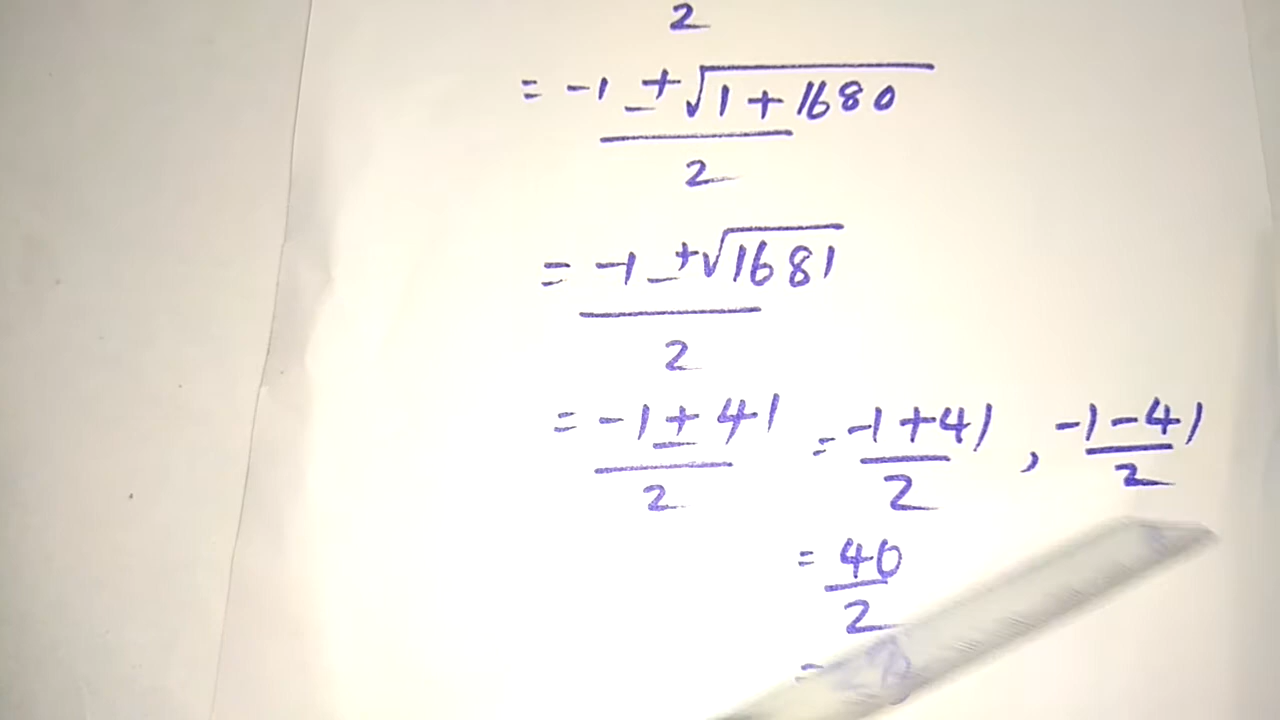 2
= -1 ± √1 + 1680
2
= -1 ± √1681
2
= -1 ± 41 = -1 + 41 , -1 - 41
2 2 2
= 40
2
=